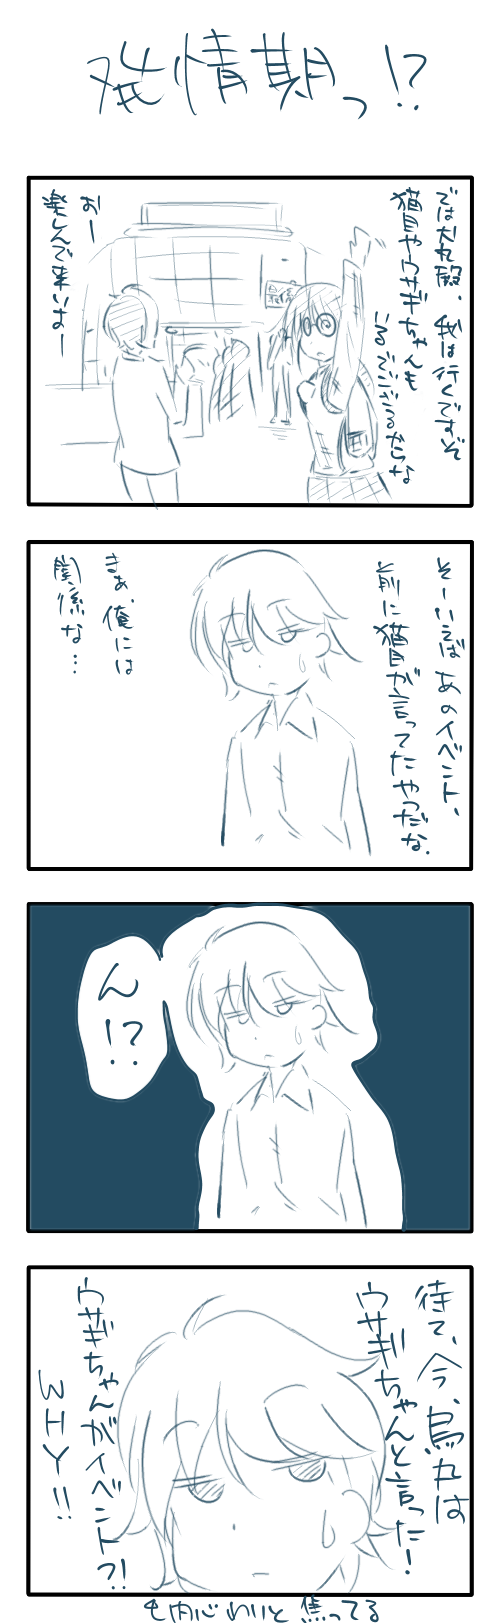 発情期っ!?
では犬丸殿、我は行くですぞ
猫目やウサギちゃんも
いるでござるからな
おー
楽しんで来いよー
そーいえばあのイベント、
前に猫目が言ってたやつだな.
まぁ、俺には
関係な…
ん!?
待て、今、烏丸は
ウサギちゃんと言った!
ウサギちゃんがイベント?!
WHY!!
も内心わりと焦ってる